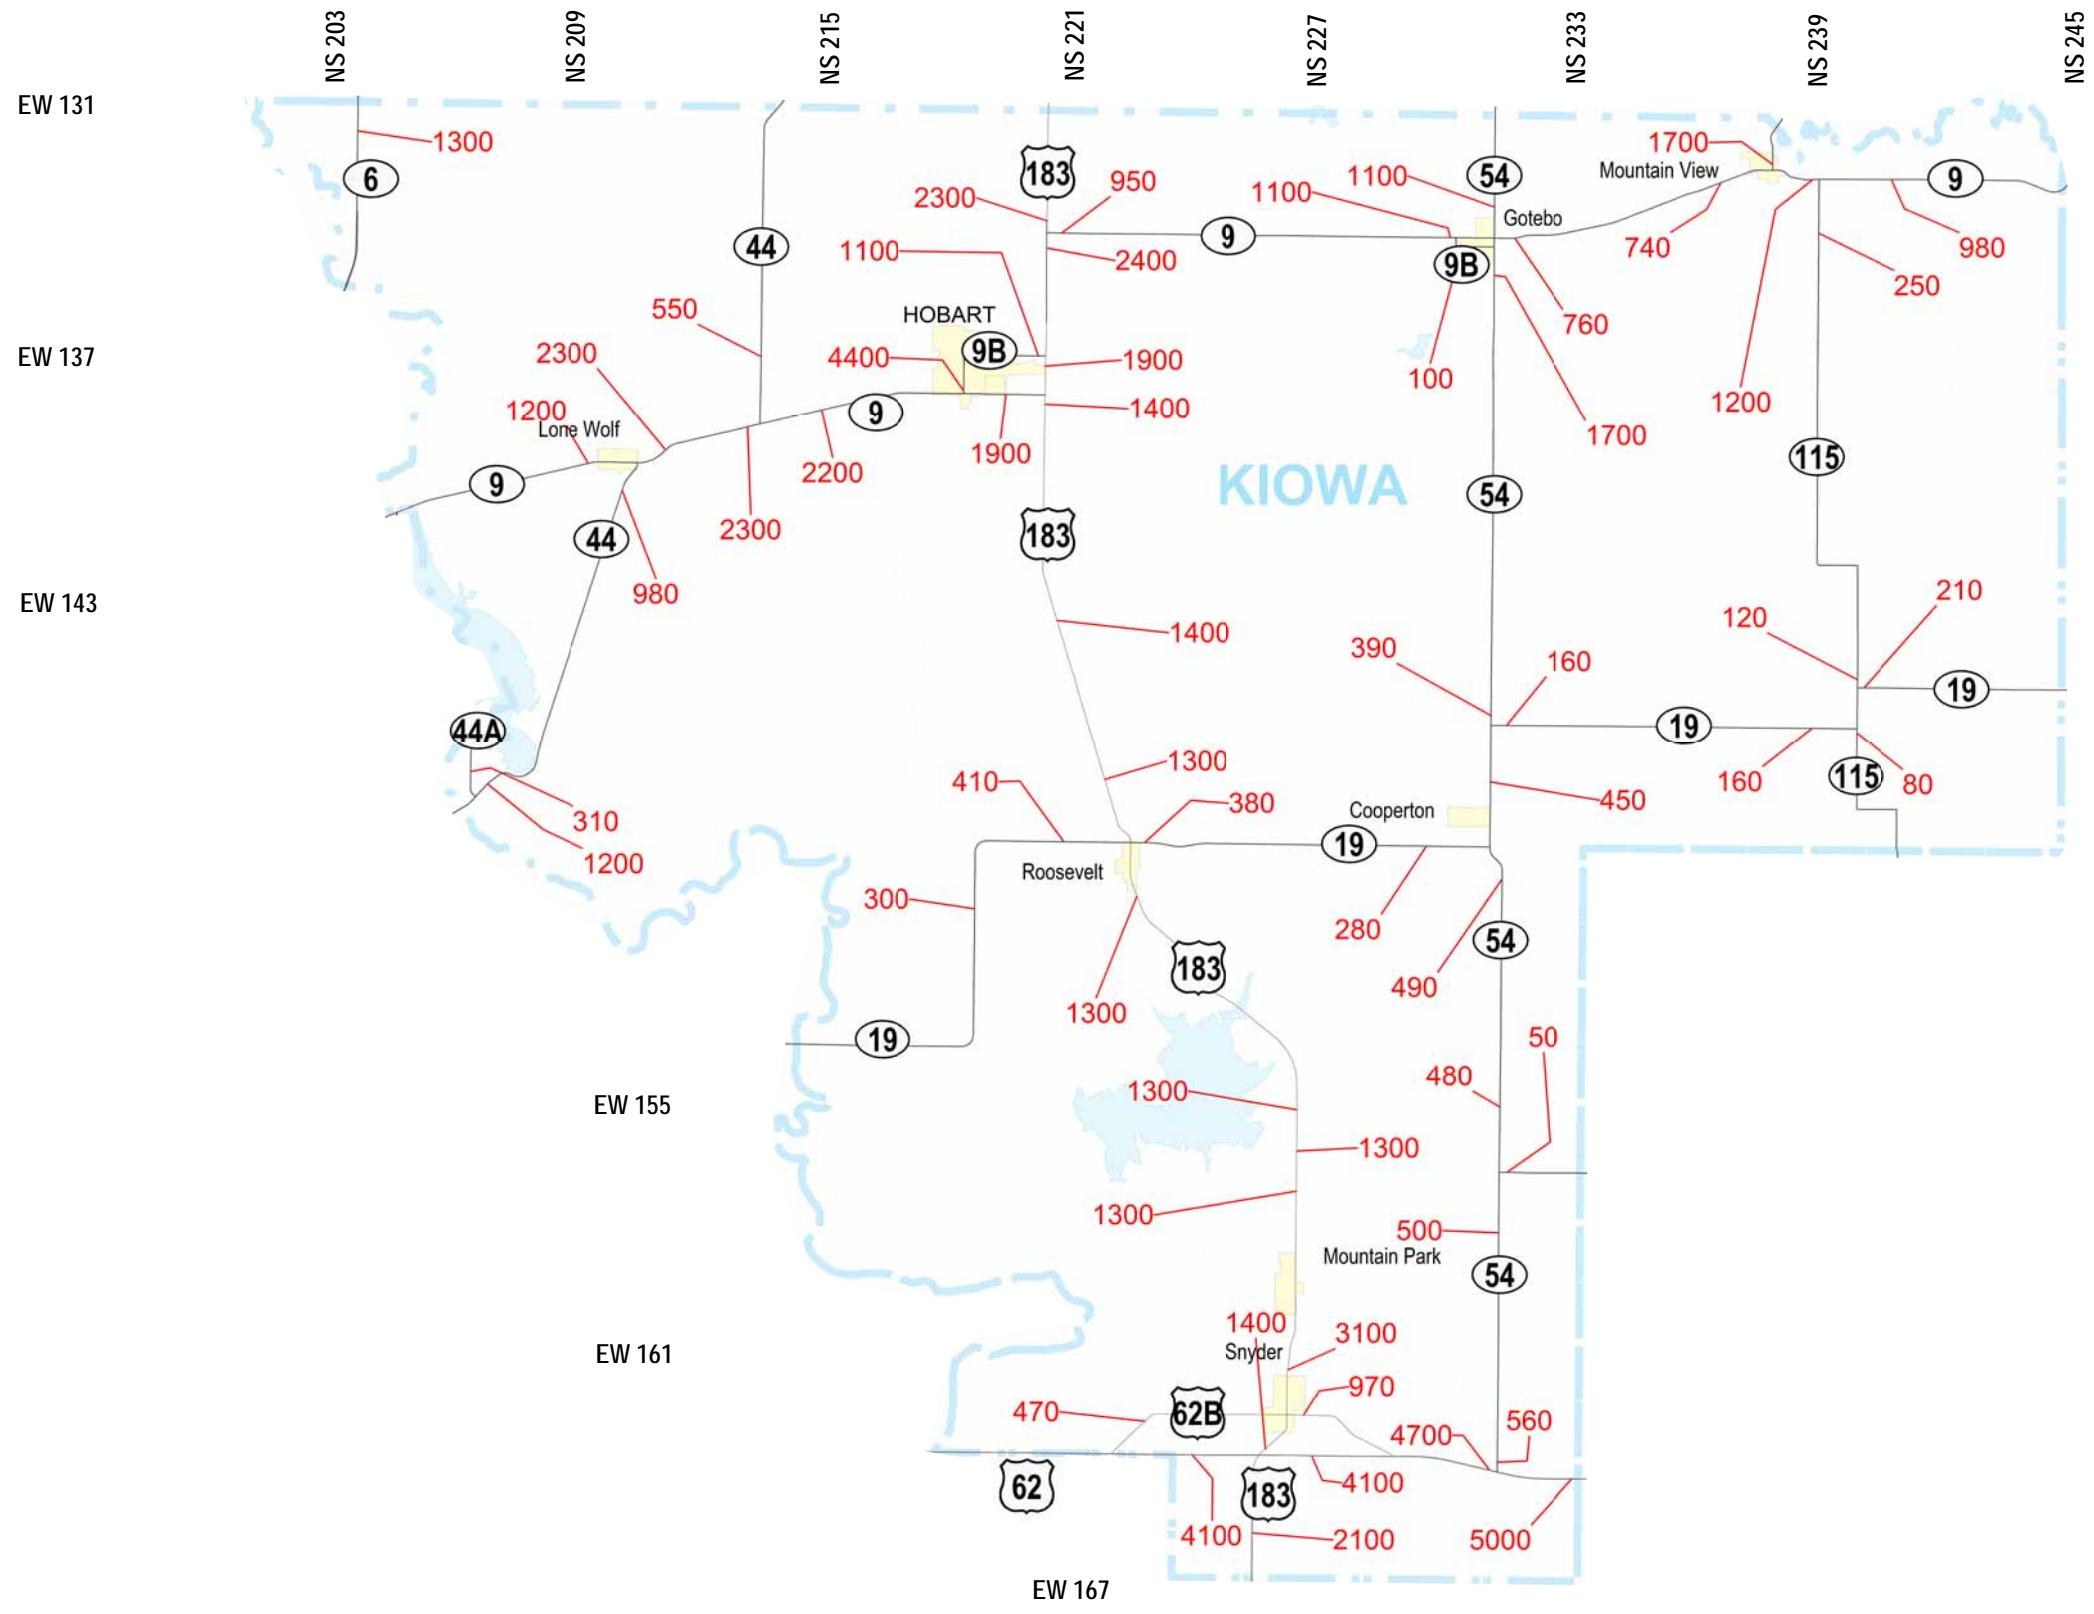 NS 203
NS 209
NS 215
NS 221
NS 227
NS 233
NS 239
NS 245
EW 131
1300
6
183
1700
Mountain View
54
9
950
1100
1100
2300
Gotebo
44
9
740
980
1100
2400
9B
250
550
HOBART
760
2300
4400
9B
1900
100
EW 137
1200
Lone Wolf
9
1400
1200
1700
1900
115
2200
9
KIOWA
54
2300
183
44
980
210
EW 143
120
1400
390
160
19
44A
19
1300
410
380
450
160
115
80
310
Cooperton
19
1200
Roosevelt
300
280
54
183
490
1300
19
50
480
1300
EW 155
1300
1300
500
Mountain Park
54
1400
3100
Snyder
EW 161
970
470
62B
560
4700
62
183
4100
4100
2100
5000
EW 167